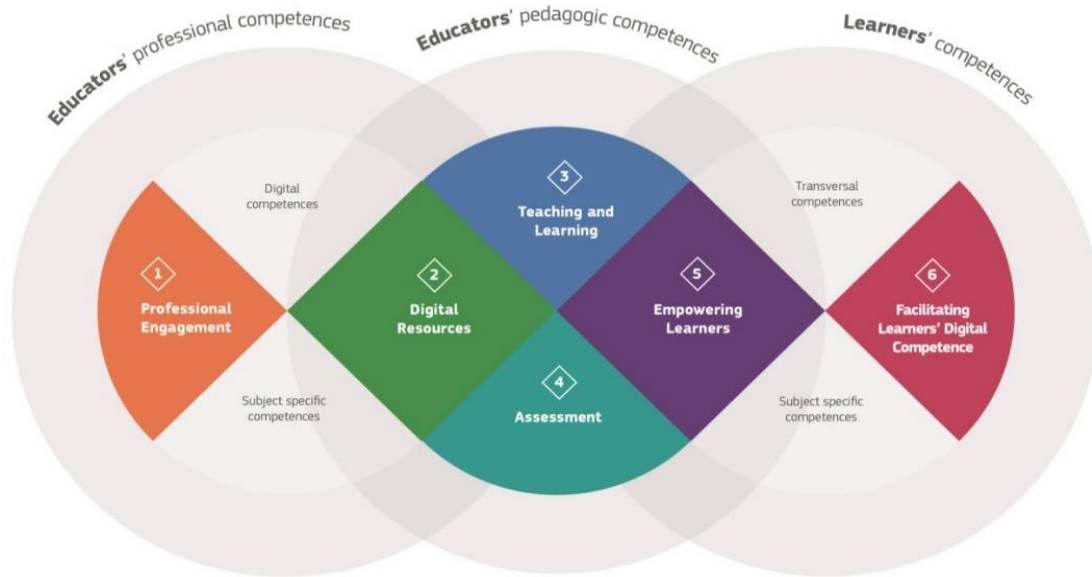 Educators' professional competences
Educators' pedagogic competences
Learners' competences
Digital
competences
3
Teaching and
Learning
Transversal
competences
1
Professional
Engagement
2
Digital
Resources
5
Empowering
Learners
6
Facilitating
Learners' Digital
Competence
Subject specific
competences
4
Assessment
Subject specific
competences